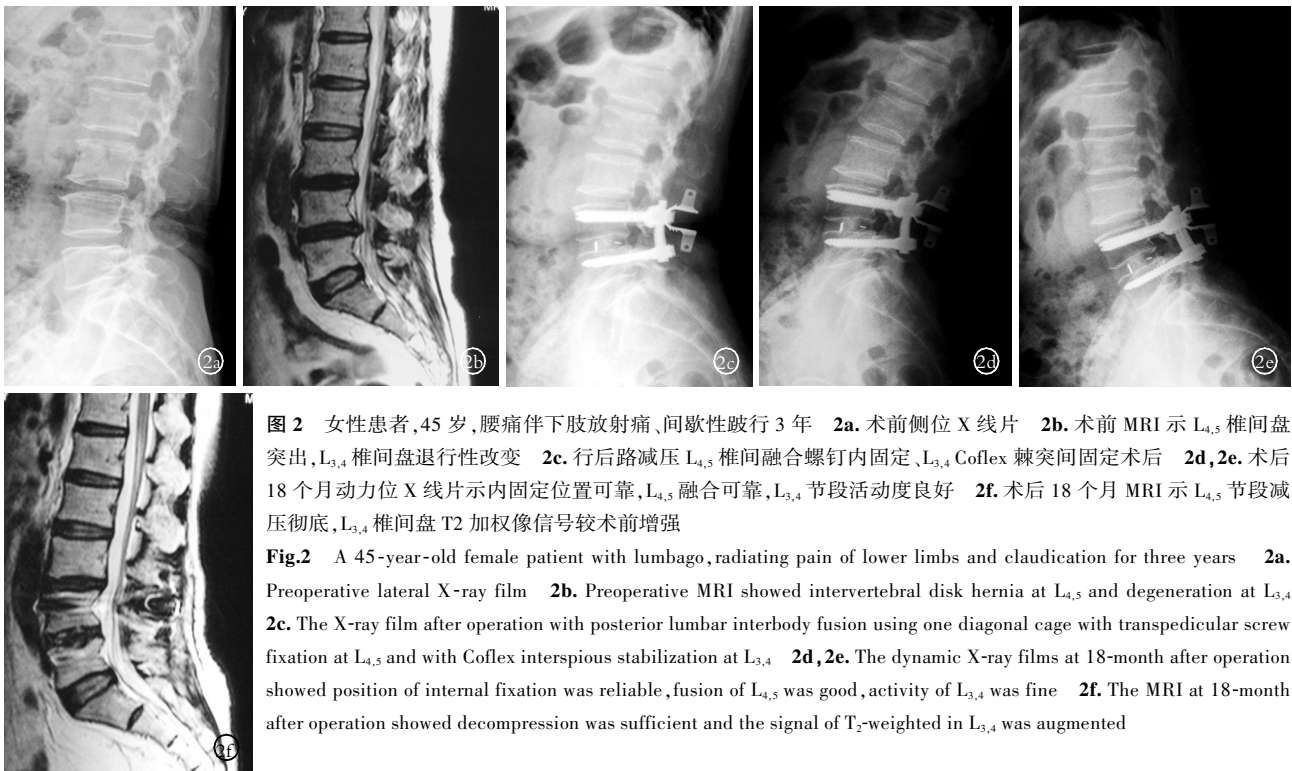 M
2a
2b
2c
2d
2e
2f
图 2 女性患者,45 岁,腰痛伴下肢放射痛、间歇性跛行 3 年 2a. 术前侧位 X 线片 2b. 术前 MRI 示 L4,5 椎间盘
突出,L3,4 椎间盘退行性改变 2c. 行后路减压 L4,5 椎间融合螺钉内固定、L3,4 Coflex 棘突间固定术后 2d,2e. 术后
18 个月动力位 X 线片示内固定位置可靠,L4,5 融合可靠,L3,4 节段活动度良好 2f. 术后 18 个月 MRI 示 L4,5 节段减
压彻底,L3,4 椎间盘 T2 加权像信号较术前增强
Fig.2 A 45-year-old female patient with lumbago,radiating pain of lower limbs and claudication for three years 2a.
Preoperative lateral X-ray film 2b. Preoperative MRI showed intervertebral disk hernia at L4,5 and degeneration at L3,4
2c. The X-ray film after operation with posterior lumbar interbody fusion using one diagonal cage with transpedicular screw
fixation at L4,5 and with Coflex interspious stabilization at L3,4 2d,2e. The dynamic X-ray films at 18-month after operation
showed position of internal fixation was reliable,fusion of L4,5 was good,activity of L3,4 was fine 2f. The MRI at 18-month
after operation showed decompression was sufficient and the signal of T2-weighted in L3,4 was augmented